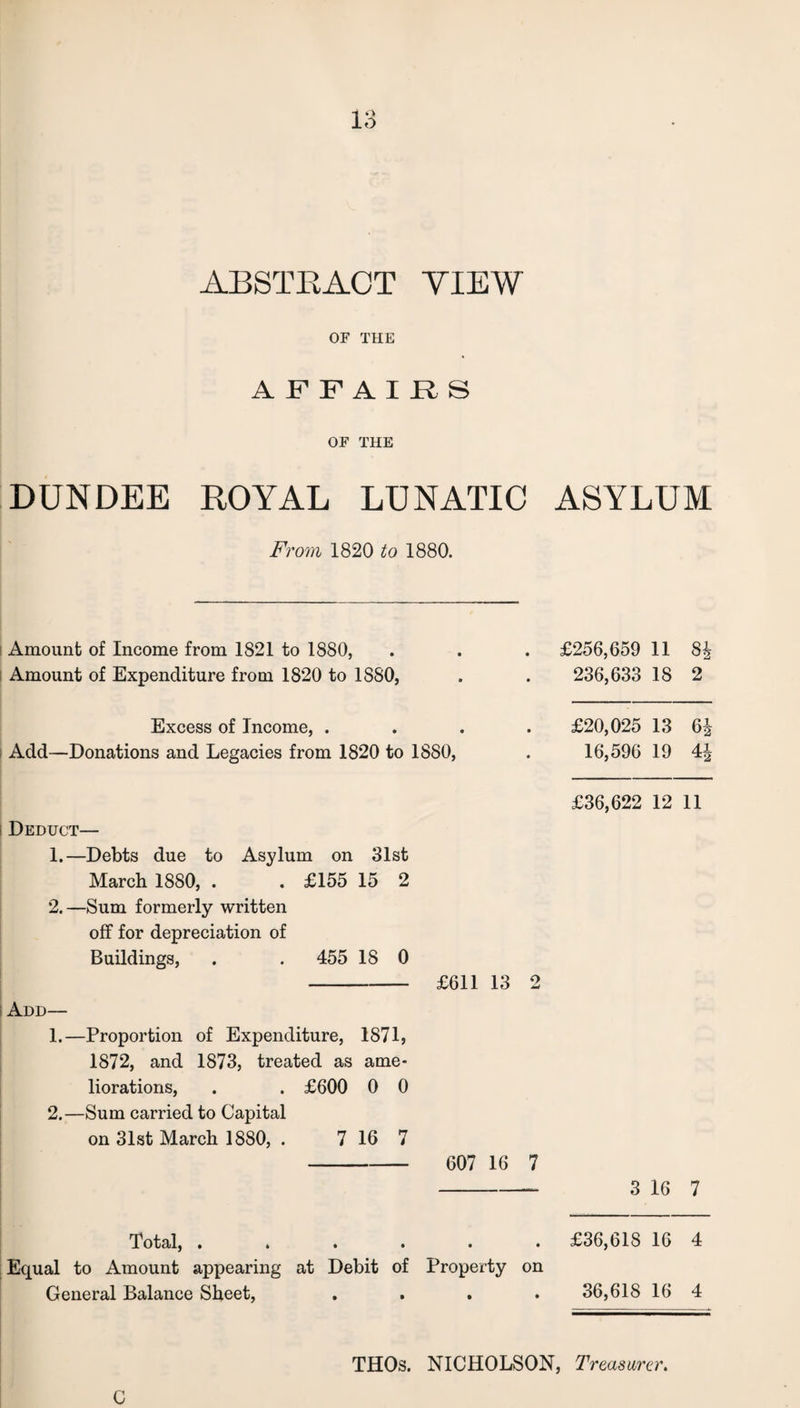 13
ABSTRACT VIEW
OF THE
AFFAIRS
OF THE
DUNDEE ROYAL LUNATIC ASYLUM
From 1820 to 1880.
Amount of Income from 1821 to 1880, . . . £256,659 11 8½
Amount of Expenditure from 1820 to 1880, . . 236,633 18 2
Excess of Income, . . . . £20,025 13 6½
Add—Donations and Legacies from 1820 to 1880, . 16,596 19 4½
£36,622 12 11
DEDUCT—
1.—Debts due to Asylum on 31st
March 1880, . . £155 15 2
2.—Sum formerly written
off for depreciation of
Buildings, . . 455 18 0
£611 13 2
ADD—
1.—Proportion of Expenditure, 1871,
1872, and 1873, treated as ame-
liorations, . . £600 0 0
2.—Sum carried to Capital
on 31st March 1880, . 7 16 7
607 16 7
3 16 7
Total, . . . . . . £36,618 16 4
Equal to Amount appearing at Debit of Property on
General Balance Sheet, . . . . 36,618 16 4
THOS. NICHOLSON, Treasurer.
C